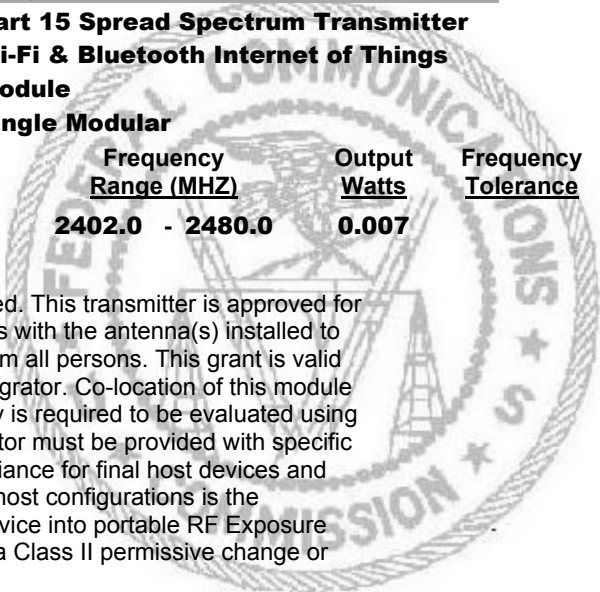 art 15 Spread Spectrum Transmitter
i-Fi & Bluetooth Internet of Things
odule
ngle Modular
Frequency Output Frequency
Range (MHZ) Watts Tolerance
2402.0 - 2480.0 0.007
ed. This transmitter is approved for
s with the antenna(s) installed to
m all persons. This grant is valid
grator. Co-location of this module
y is required to be evaluated using
tor must be provided with specific
iance for final host devices and
host configurations is the
vice into portable RF Exposure
a Class II permissive change or
FEDERAL COMMUNICATIONS COMMISSION